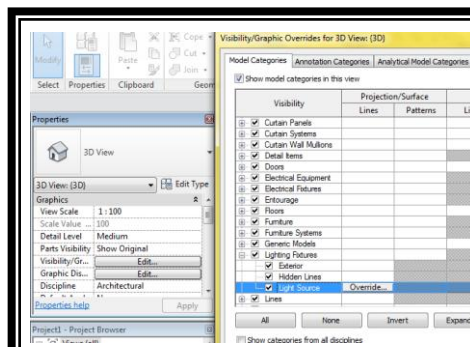 Visibility/Graphic Overrides for 3D View: {3D}
Modify
Paste
Cope
Cut
Join
Select Properties Clipboard Geom
Properties
3D View
3D View: {3D} Edit Type
Graphics
View Scale 1 : 100
Scale Value ... 100
Detail Level Medium
Parts Visibility Show Original
Visibility/Gr... Edit...
Graphic Dis... Edit...
Discipline Architectural
Properties help Apply
Project1 - Project Browser
Model Categories Annotation Categories Analytical Model Categories
Show model categories in this view
Visibility Projection/Surface
Lines Patterns
Curtain Panels
Curtain Systems
Curtain Wall Mullions
Detail Items
Doors
Electrical Equipment
Electrical Fixtures
Entourage
Floors
Furniture
Furniture Systems
Generic Models
Lighting Fixtures
Exterior
Hidden Lines
Light Source Override...
Lines
All None Invert Expand
Show categories from all disciplines